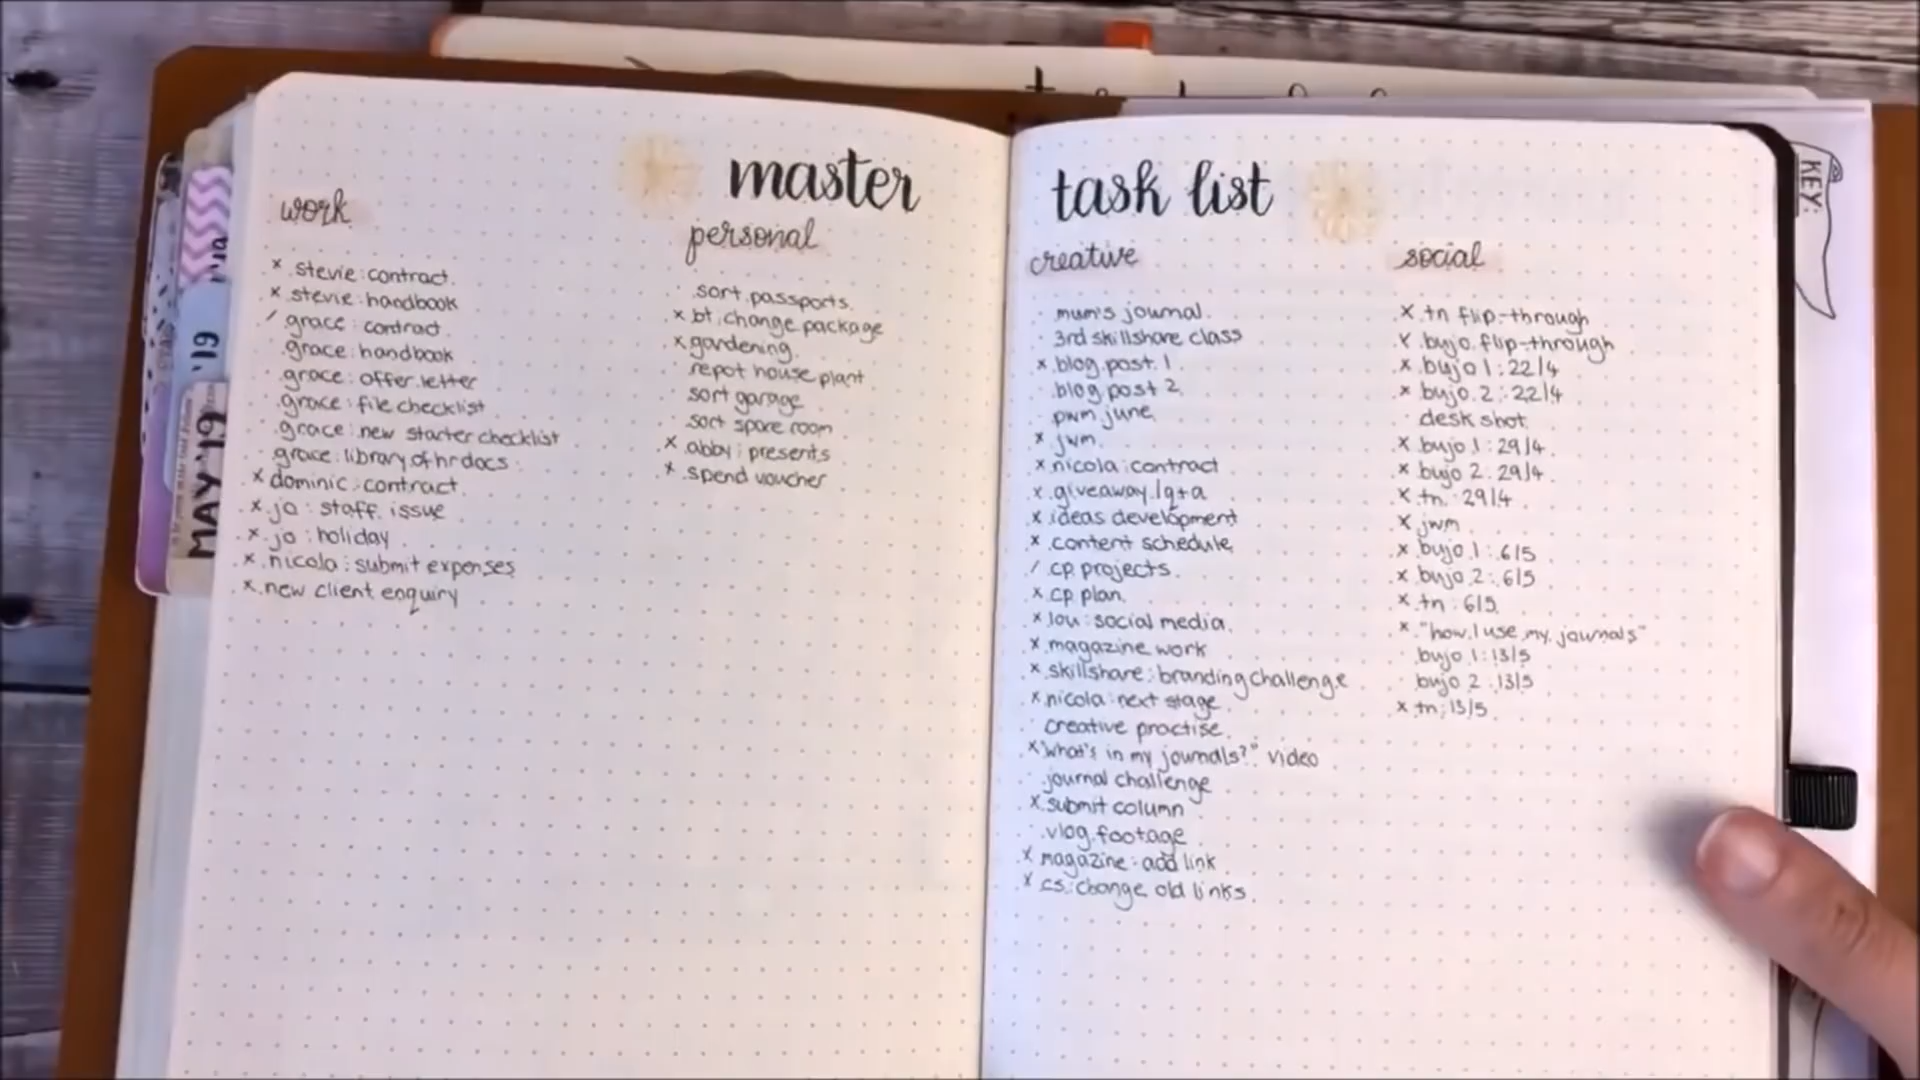 master
work
× stevie: contract.
× stevie: handbook
/ grace: contract
· grace: handbook
· grace: offer letter
· grace: file checklist
· grace: new starter checklist
· grace: library of hr docs
× dominic: contract
× jo: staff issue
× jo: holiday
× nicola: submit expenses
× new client enquiry
personal
· sort passports
× bt: change package
× gardening
· repot house plant
· sort garage
· sort spare room
× abby: presents
× spend voucher
task list
creative
· mum's journal
· 3rd skillshare class
× blog post 1
· blog post 2
· pwm june
× jwm
× nicola: contract
× giveaway / q+a
× ideas development
× content schedule
/ cp projects
× cp plan
× lou: social media
× magazine work
× skillshare: branding challenge
× nicola: next stage
· creative practise
× "what's in my journals?" video
· journal challenge
× submit column
· vlog footage
× magazine: add link
× cs: change old links
social
× tn flip-through
× bujo flip-through
× bujo 1: 22/4
× bujo 2: 22/4
· desk shot
× bujo 1: 29/4
× bujo 2: 29/4
× tn: 29/4
× jwm
× bujo 1: 6/5
× bujo 2: 6/5
× tn: 6/5
× "how I use my journals"
· bujo 1: 13/5
· bujo 2: 13/5
× tn: 13/5
KEY:
'19
MAY '19